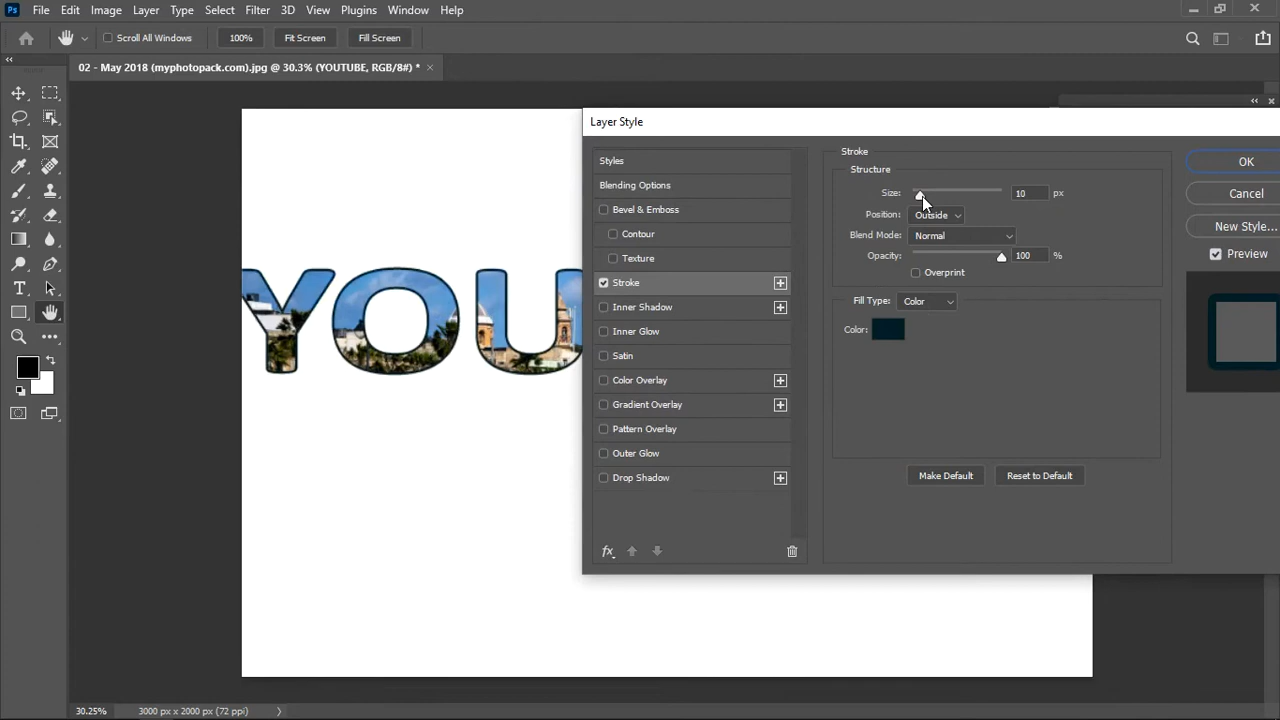 Ps File Edit Image Layer Type Select Filter 3D View Plugins Window Help
Scroll All Windows 100% Fit Screen Fill Screen
02 - May 2018 (myphotopack.com).jpg @ 30.3% (YOUTUBE, RGB/8#) *
Layer Style
Styles
Blending Options
Bevel & Emboss
Contour
Texture
Stroke
Inner Shadow
Inner Glow
Satin
Color Overlay
Gradient Overlay
Pattern Overlay
Outer Glow
Drop Shadow
fx
Stroke
Structure
Size: 10 px
Position: Outside
Blend Mode: Normal
Opacity: 100 %
Overprint
Fill Type: Color
Color:
Make Default Reset to Default
OK
Cancel
New Style...
Preview
YOU
30.25% 3000 px x 2000 px (72 ppi)